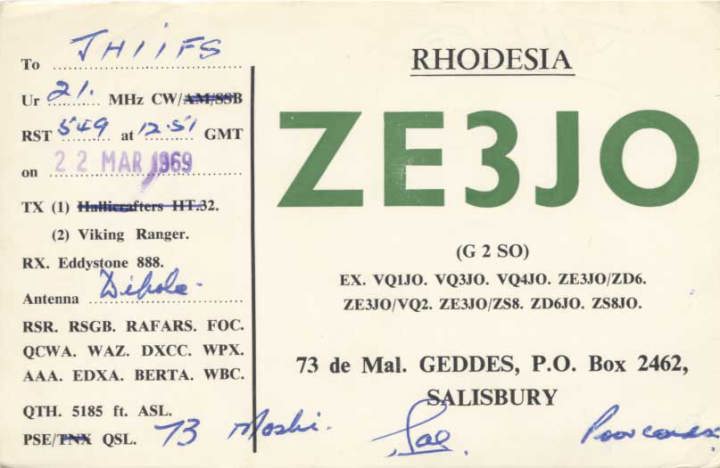 To JH1IFS
Ur 21. MHz CW/AM/SSB
RST 549 at 12.51 GMT
on 22 MAR 1969
TX (1) Hallicrafters HT.32.
(2) Viking Ranger.
RX. Eddystone 888.
Antenna Dipole.
RSR. RSGB. RAFARS. FOC.
QCWA. WAZ. DXCC. WPX.
AAA. EDXA. BERTA. WBC.
QTH. 5185 ft. ASL.
PSE/TNX QSL. 73 Moshi.
RHODESIA
ZE3JO
(G 2 SO)
EX. VQ1JO. VQ3JO. VQ4JO. ZE3JO/ZD6.
ZE3JO/VQ2. ZE3JO/ZS8. ZD6JO. ZS8JO.
73 de Mal. GEDDES, P.O. Box 2462,
SALISBURY
Poor